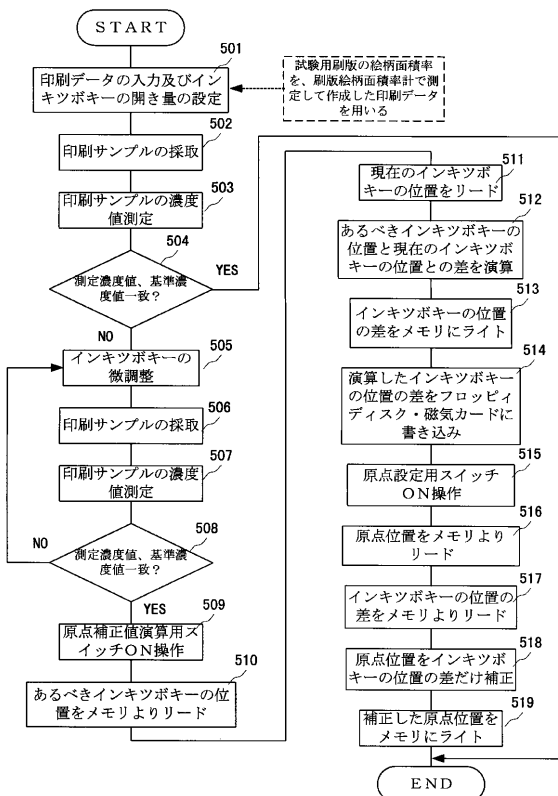 START
501
印刷データの入力及びイン
キツボキーの開き量の設定
試験用刷版の絵柄面積率
を、刷版絵柄面積率計で測
定して作成した印刷データ
を用いる
502
印刷サンプルの採取
503
印刷サンプルの濃度
値測定
504
測定濃度値、基準濃
度値一致？
YES
NO
505
インキツボキーの
微調整
506
印刷サンプルの採取
507
印刷サンプルの濃度
値測定
508
測定濃度値、基準濃
度値一致？
NO
YES
509
原点補正値演算用ス
イッチON操作
510
あるべきインキツボキーの位
置をメモリよりリード
511
現在のインキツボ
キーの位置をリード
512
あるべきインキツボキーの
位置と現在のインキツボ
キーの位置との差を演算
513
インキツボキーの位置
の差をメモリにライト
514
演算したインキツボキー
の位置の差をフロッピィ
ディスク・磁気カードに
書き込み
515
原点設定用スイッチ
ON操作
516
原点位置をメモリより
リード
517
インキツボキーの位置の
差をメモリよりリード
518
原点位置をインキツボ
キーの位置の差だけ補正
519
補正した原点位置を
メモリにライト
END